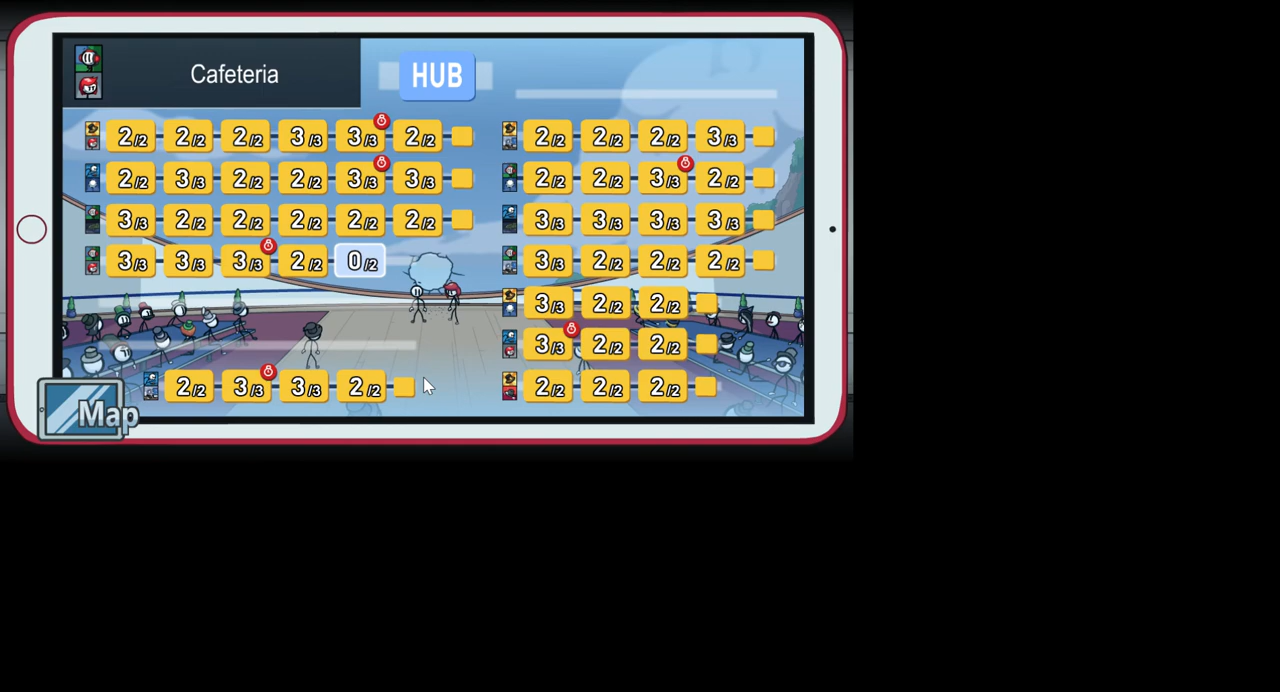 Cafeteria HUB
2/2 2/2 2/2 3/3 3/3 2/2 2/2 2/2 2/2 3/3
2/2 3/3 2/2 2/2 3/3 3/3 2/2 2/2 3/3 2/2
3/3 2/2 2/2 2/2 2/2 2/2 3/3 3/3 3/3 3/3
3/3 3/3 3/3 2/2 0/2 3/3 2/2 2/2 2/2
3/3 2/2 2/2
3/3 2/2 2/2
2/2 3/3 3/3 2/2 2/2 2/2 2/2
Map